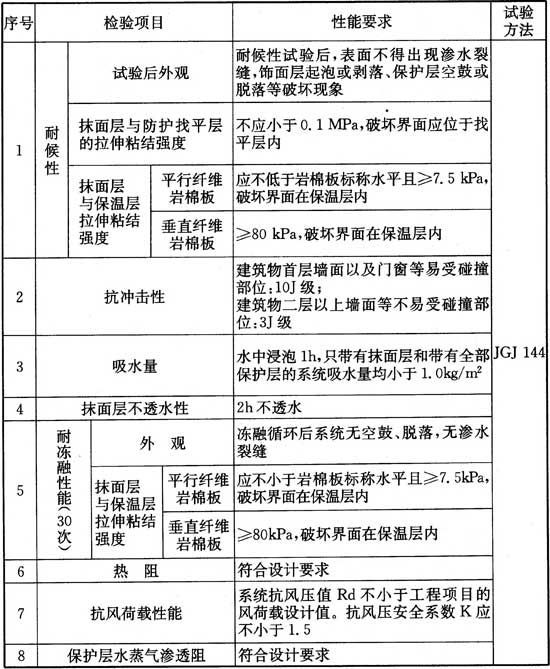 序号
检验项目
性能要求
试验
方法
1
耐候性
试验后外观
耐候性试验后，表面不得出现渗水裂
缝，饰面层起泡或剥落、保护层空鼓或
脱落等破坏现象
抹面层与防护找平层
的拉伸粘结强度
不应小于0.1 MPa，破坏界面应位于找
平层内
抹面层
与保温层
拉伸粘结
强度
平行纤维
岩棉板
应不低于岩棉板标称水平且≥7.5 kPa，
破坏界面在保温层内
垂直纤维
岩棉板
≥80 kPa，破坏界面在保温层内
2
抗冲击性
建筑物首层墙面以及门窗等易受碰撞
部位：10J级；
建筑物二层以上墙面等不易受碰撞部
位：3J级
3
吸水量
水中浸泡1h，只带有抹面层和带有全部
保护层的系统吸水量均小于1.0kg/m²
JGJ 144
4
抹面层不透水性
2h不透水
5
耐冻融性能(30次)
外 观
冻融循环后系统无空鼓、脱落，无渗水
裂缝
抹面层
与保温层
拉伸粘结
强度
平行纤维
岩棉板
应不小于岩棉板标称水平且≥7.5kPa，
破坏界面在保温层内
垂直纤维
岩棉板
≥80kPa，破坏界面在保温层内
6
热 阻
符合设计要求
7
抗风荷载性能
系统抗风压值Rd不小于工程项目的
风荷载设计值。抗风压安全系数K应
不小于1.5
8
保护层水蒸气渗透阻
符合设计要求